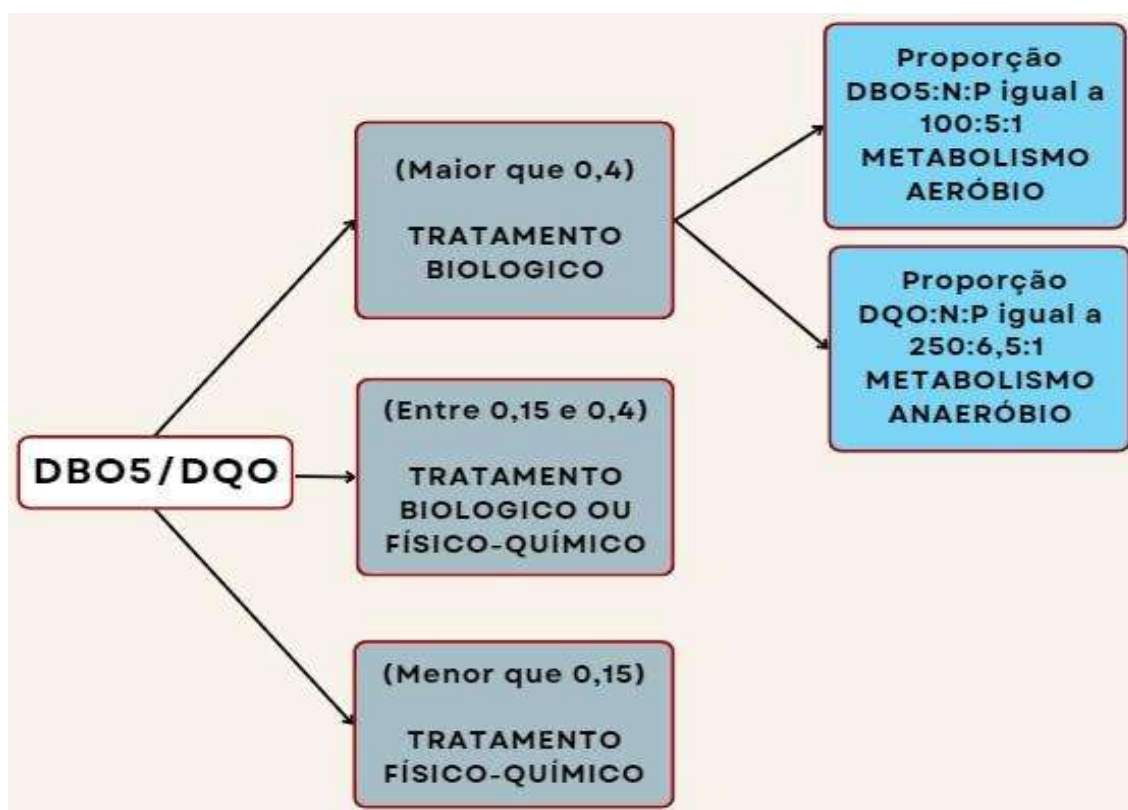 DBO5/DQO
(Maior que 0,4)
TRATAMENTO
BIOLOGICO
(Entre 0,15 e 0,4)
TRATAMENTO
BIOLOGICO OU
FÍSICO-QUÍMICO
(Menor que 0,15)
TRATAMENTO
FÍSICO-QUÍMICO
Proporção
DBO5:N:P igual a
100:5:1
METABOLISMO
AERÓBIO
Proporção
DQO:N:P igual a
250:6,5:1
METABOLISMO
ANAERÓBIO